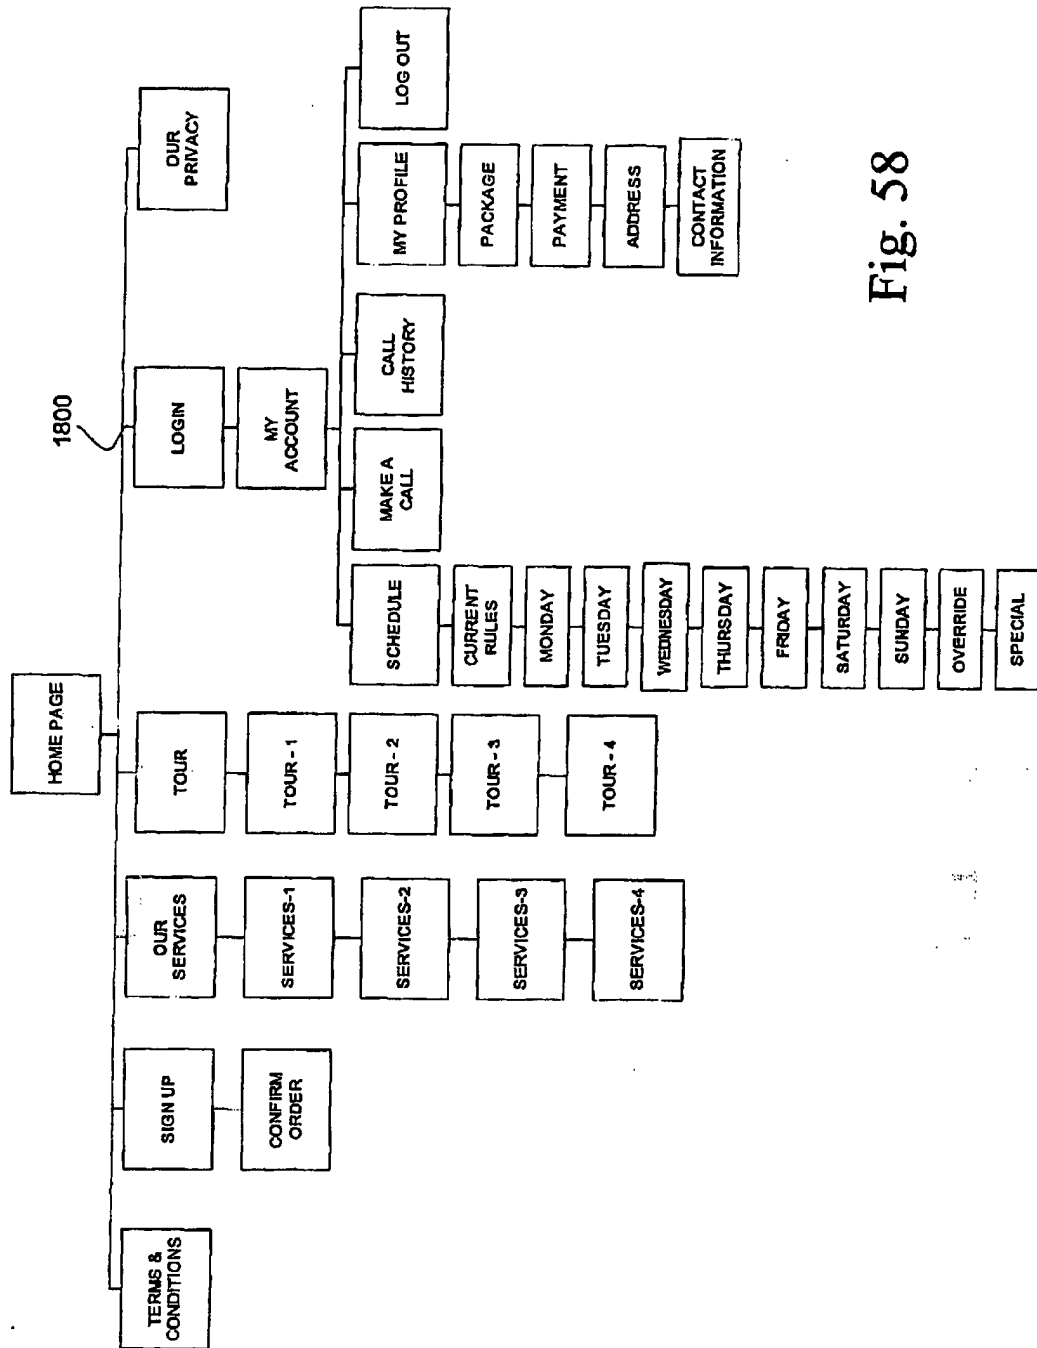 HOME PAGE
1800
TERMS &
CONDITIONS
SIGN UP
CONFIRM
ORDER
OUR
SERVICES
SERVICES-1
SERVICES-2
SERVICES-3
SERVICES-4
TOUR
TOUR - 1
TOUR - 2
TOUR - 3
TOUR - 4
LOGIN
MY
ACCOUNT
SCHEDULE
CURRENT
RULES
MONDAY
TUESDAY
WEDNESDAY
THURSDAY
FRIDAY
SATURDAY
SUNDAY
OVERRIDE
SPECIAL
MAKE A
CALL
CALL
HISTORY
MY PROFILE
PACKAGE
PAYMENT
ADDRESS
CONTACT
INFORMATION
LOG OUT
OUR
PRIVACY
Fig. 58